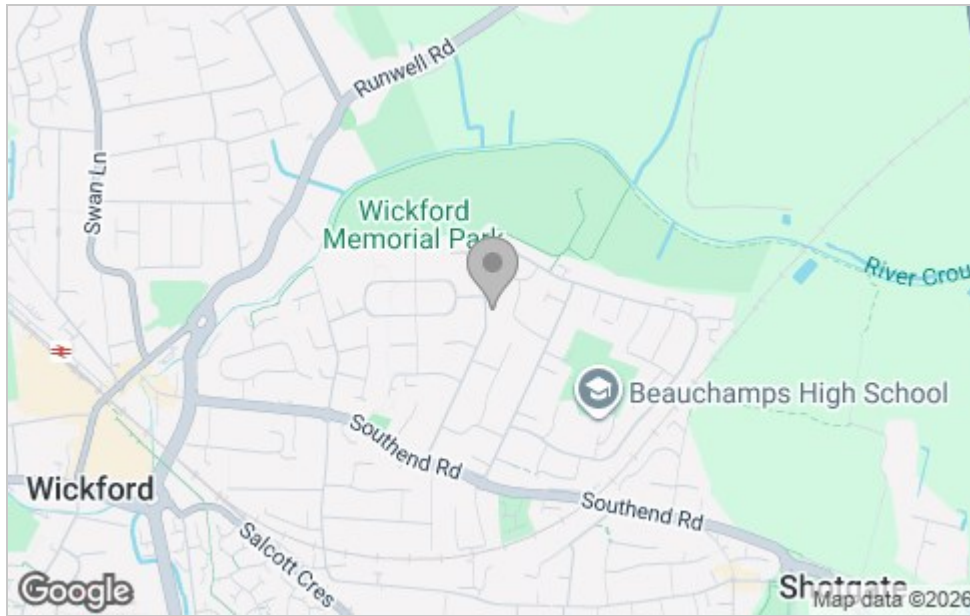 Runwell Rd
Swan Ln
Wickford
Memorial Park
River Crou
Beauchamps High School
Southend Rd
Wickford
Southend Rd
Salcott Cres
Shotgate
Google
Map data ©2026